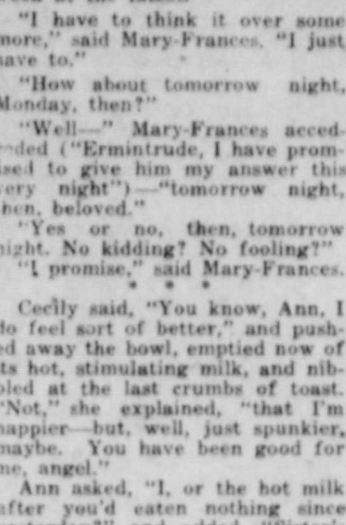 "I have to think it over some
more," said Mary-Frances. "I just
have to."
"How about tomorrow night,
Monday, then?"
"Well—" Mary-Frances acced-
eded ("Ermintrude, I have prom-
ised to give him my answer this
very night")—"tomorrow night,
then, beloved."
"Yes or no, then, tomorrow
night. No kidding? No fooling?"
"I promise," said Mary-Frances.
* * *
Cecily said, "You know, Ann, I
do feel sort of better," and push-
ed away the bowl, emptied now of
its hot, stimulating milk, and nib-
bled at the last crumbs of toast.
"Not," she explained, "that I'm
happier—but, well, just spunkier,
maybe. You have been good for
me, angel."
Ann asked, "I, or the hot milk
after you'd eaten nothing since